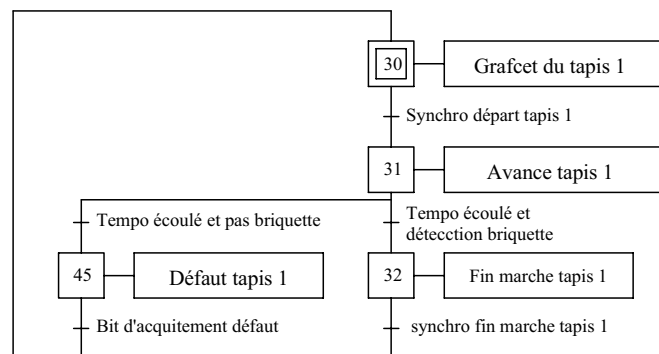 30
Grafcet du tapis 1
Synchro départ tapis 1
31
Avance tapis 1
Tempo écoulé et pas briquette
Tempo écoulé et
détecction briquette
45
Défaut tapis 1
32
Fin marche tapis 1
Bit d'acquitement défaut
synchro fin marche tapis 1